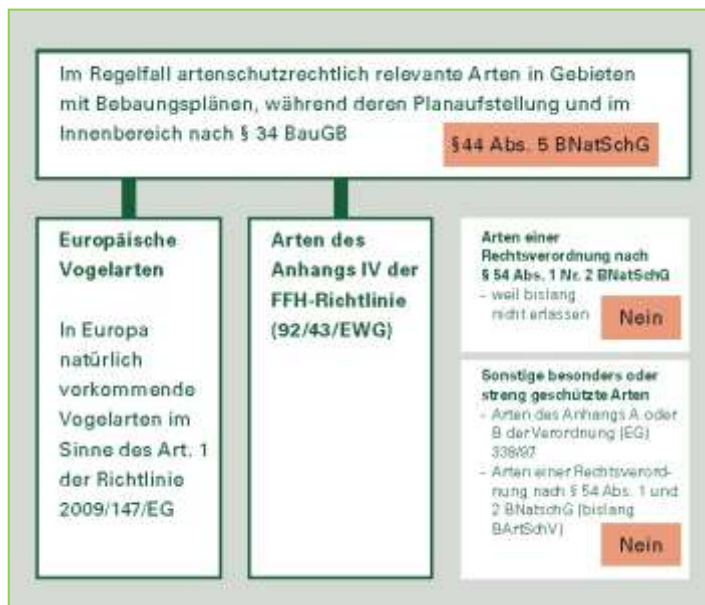 Im Regelfall artenschutzrechtlich relevante Arten in Gebieten
mit Bebaungsplänen, während deren Planaufstellung und im
Innenbereich nach § 34 BauGB
§44 Abs. 5 BNatSchG
Europäische
Vogelarten
In Europa
natürlich
vorkommende
Vogelarten im
Sinne des Art. 1
der Richtlinie
2009/147/EG
Arten des
Anhangs IV der
FFH-Richtlinie
(92/43/EWG)
Arten einer
Rechtsverordnung nach
§ 54 Abs. 1 Nr. 2 BNatSchG
– weil bislang
nicht erlassen
Nein
Sonstige besonders oder
streng geschützte Arten
– Arten des Anhangs A oder
B der Verordnung (EG)
338/97
– Arten einer Rechtsverord-
nung nach § 54 Abs. 1 und
2 BNatschG (bislang
BArtSchV)
Nein